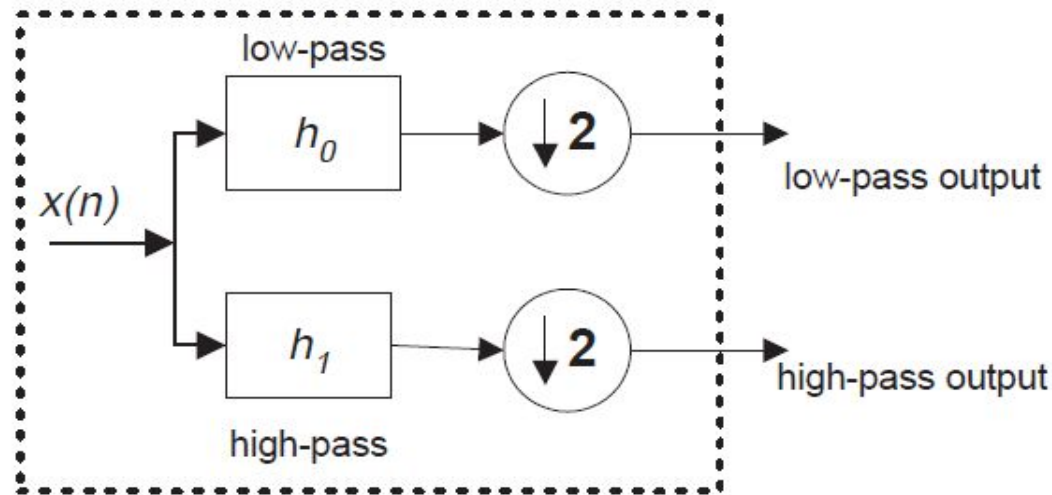 low-pass
h₀
↓ 2
low-pass output
x(n)
h₁
↓ 2
high-pass output
high-pass